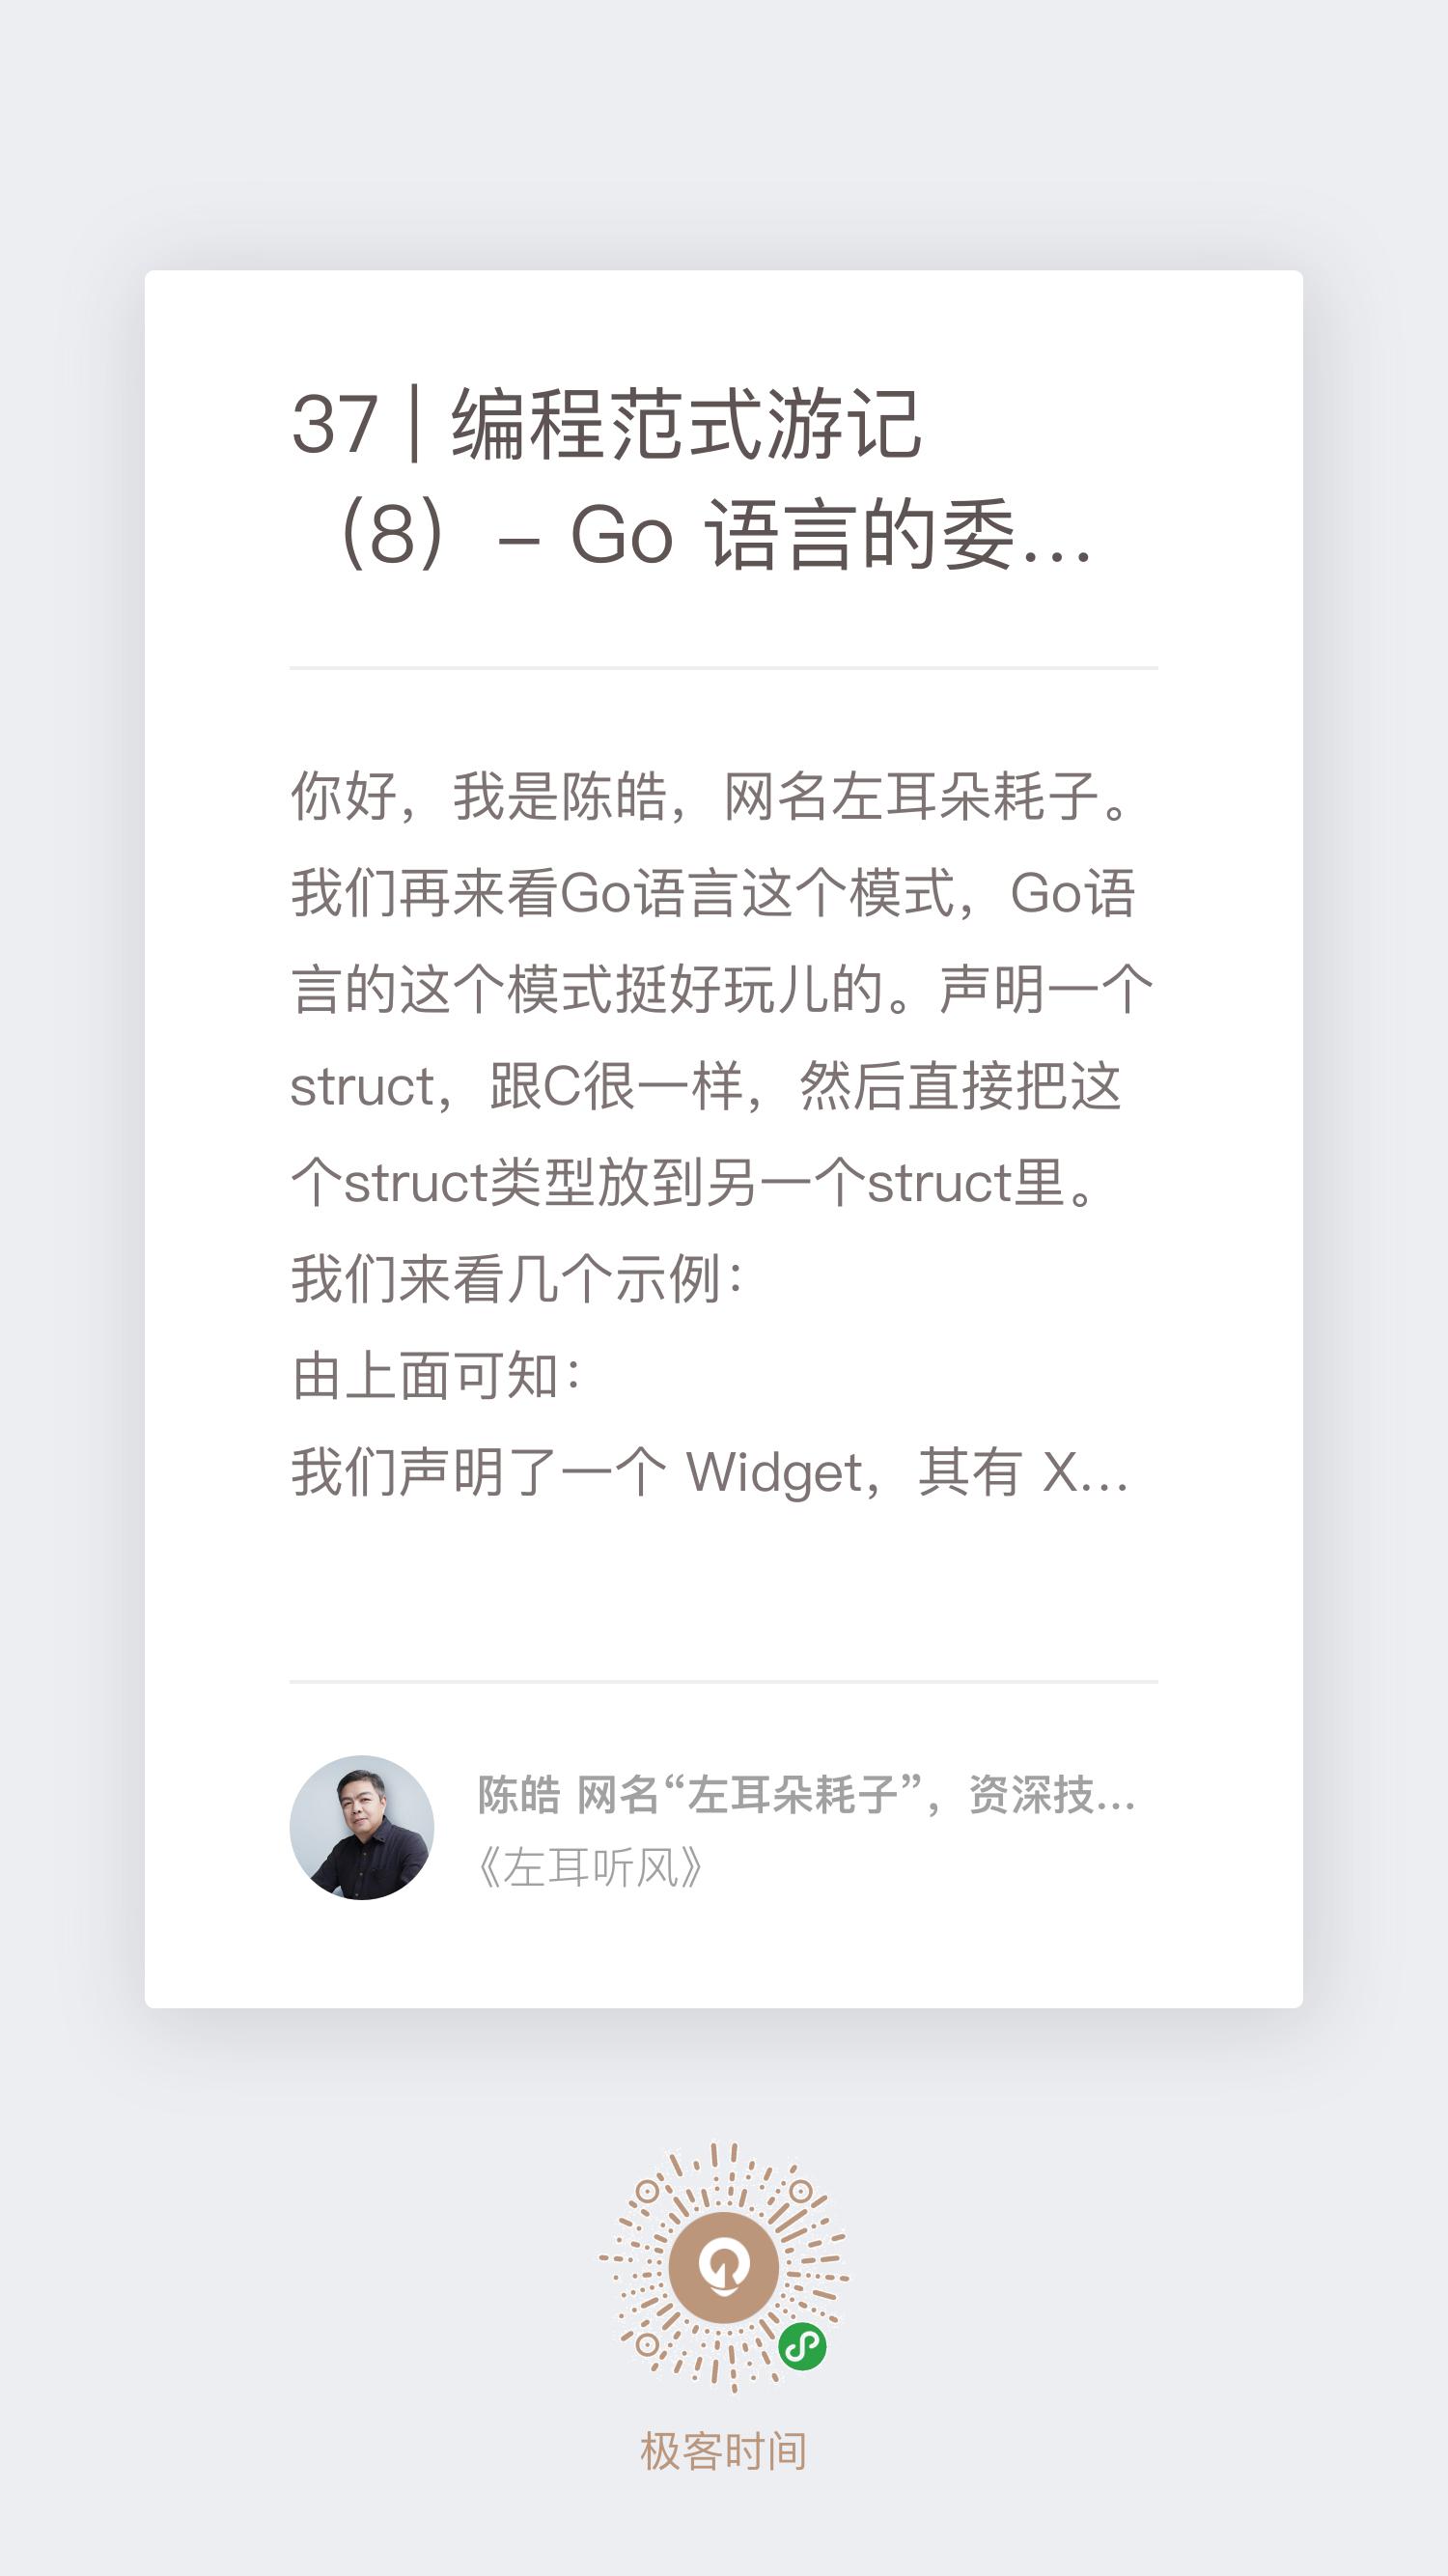 37 | 编程范式游记
（8）- Go 语言的委...
你好，我是陈皓，网名左耳朵耗子。
我们再来看Go语言这个模式，Go语
言的这个模式挺好玩儿的。声明一个
struct，跟C很一样，然后直接把这
个struct类型放到另一个struct里。
我们来看几个示例：
由上面可知：
我们声明了一个 Widget，其有 X...
陈皓 网名“左耳朵耗子”，资深技...
《左耳听风》
极客时间